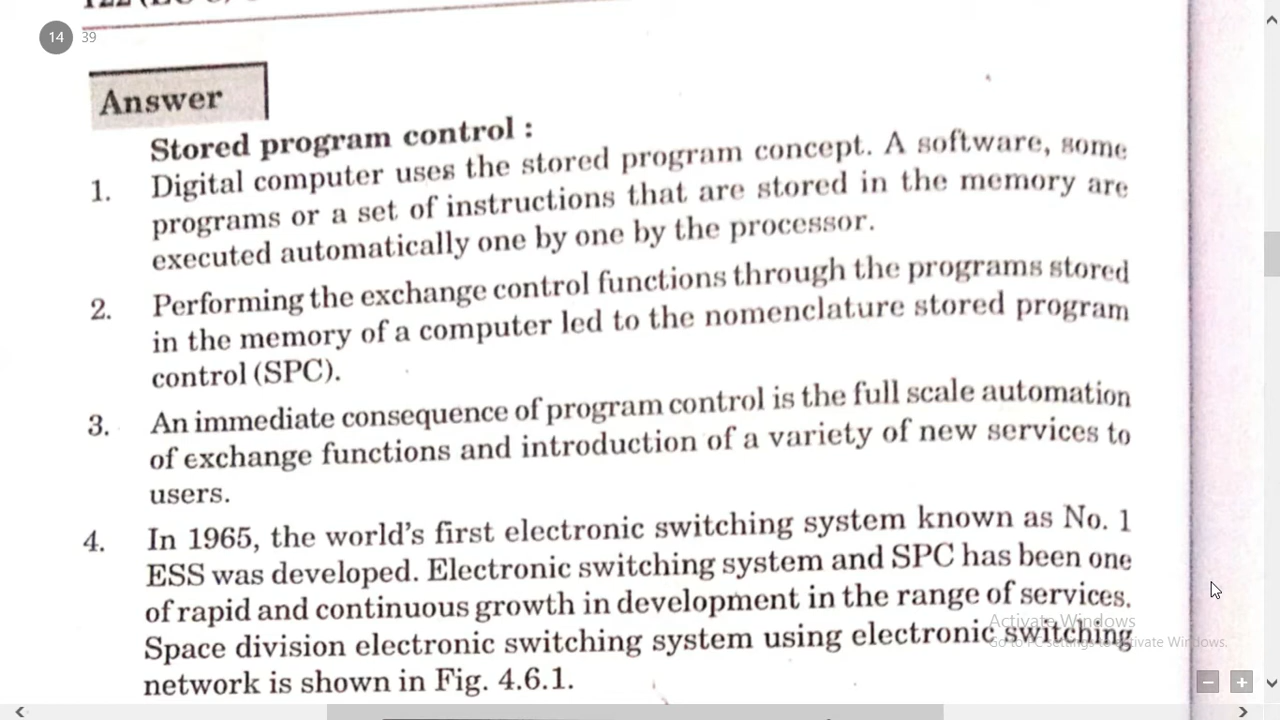 14 39
Answer
Stored program control :
1. Digital computer uses the stored program concept. A software, some
programs or a set of instructions that are stored in the memory are
executed automatically one by one by the processor.
2. Performing the exchange control functions through the programs stored
in the memory of a computer led to the nomenclature stored program
control (SPC).
3. An immediate consequence of program control is the full scale automation
of exchange functions and introduction of a variety of new services to
users.
4. In 1965, the world's first electronic switching system known as No. 1
ESS was developed. Electronic switching system and SPC has been one
of rapid and continuous growth in development in the range of services.
Space division electronic switching system using electronic switching
network is shown in Fig. 4.6.1.
Activate Windows
Go to PC settings to activate Windows.